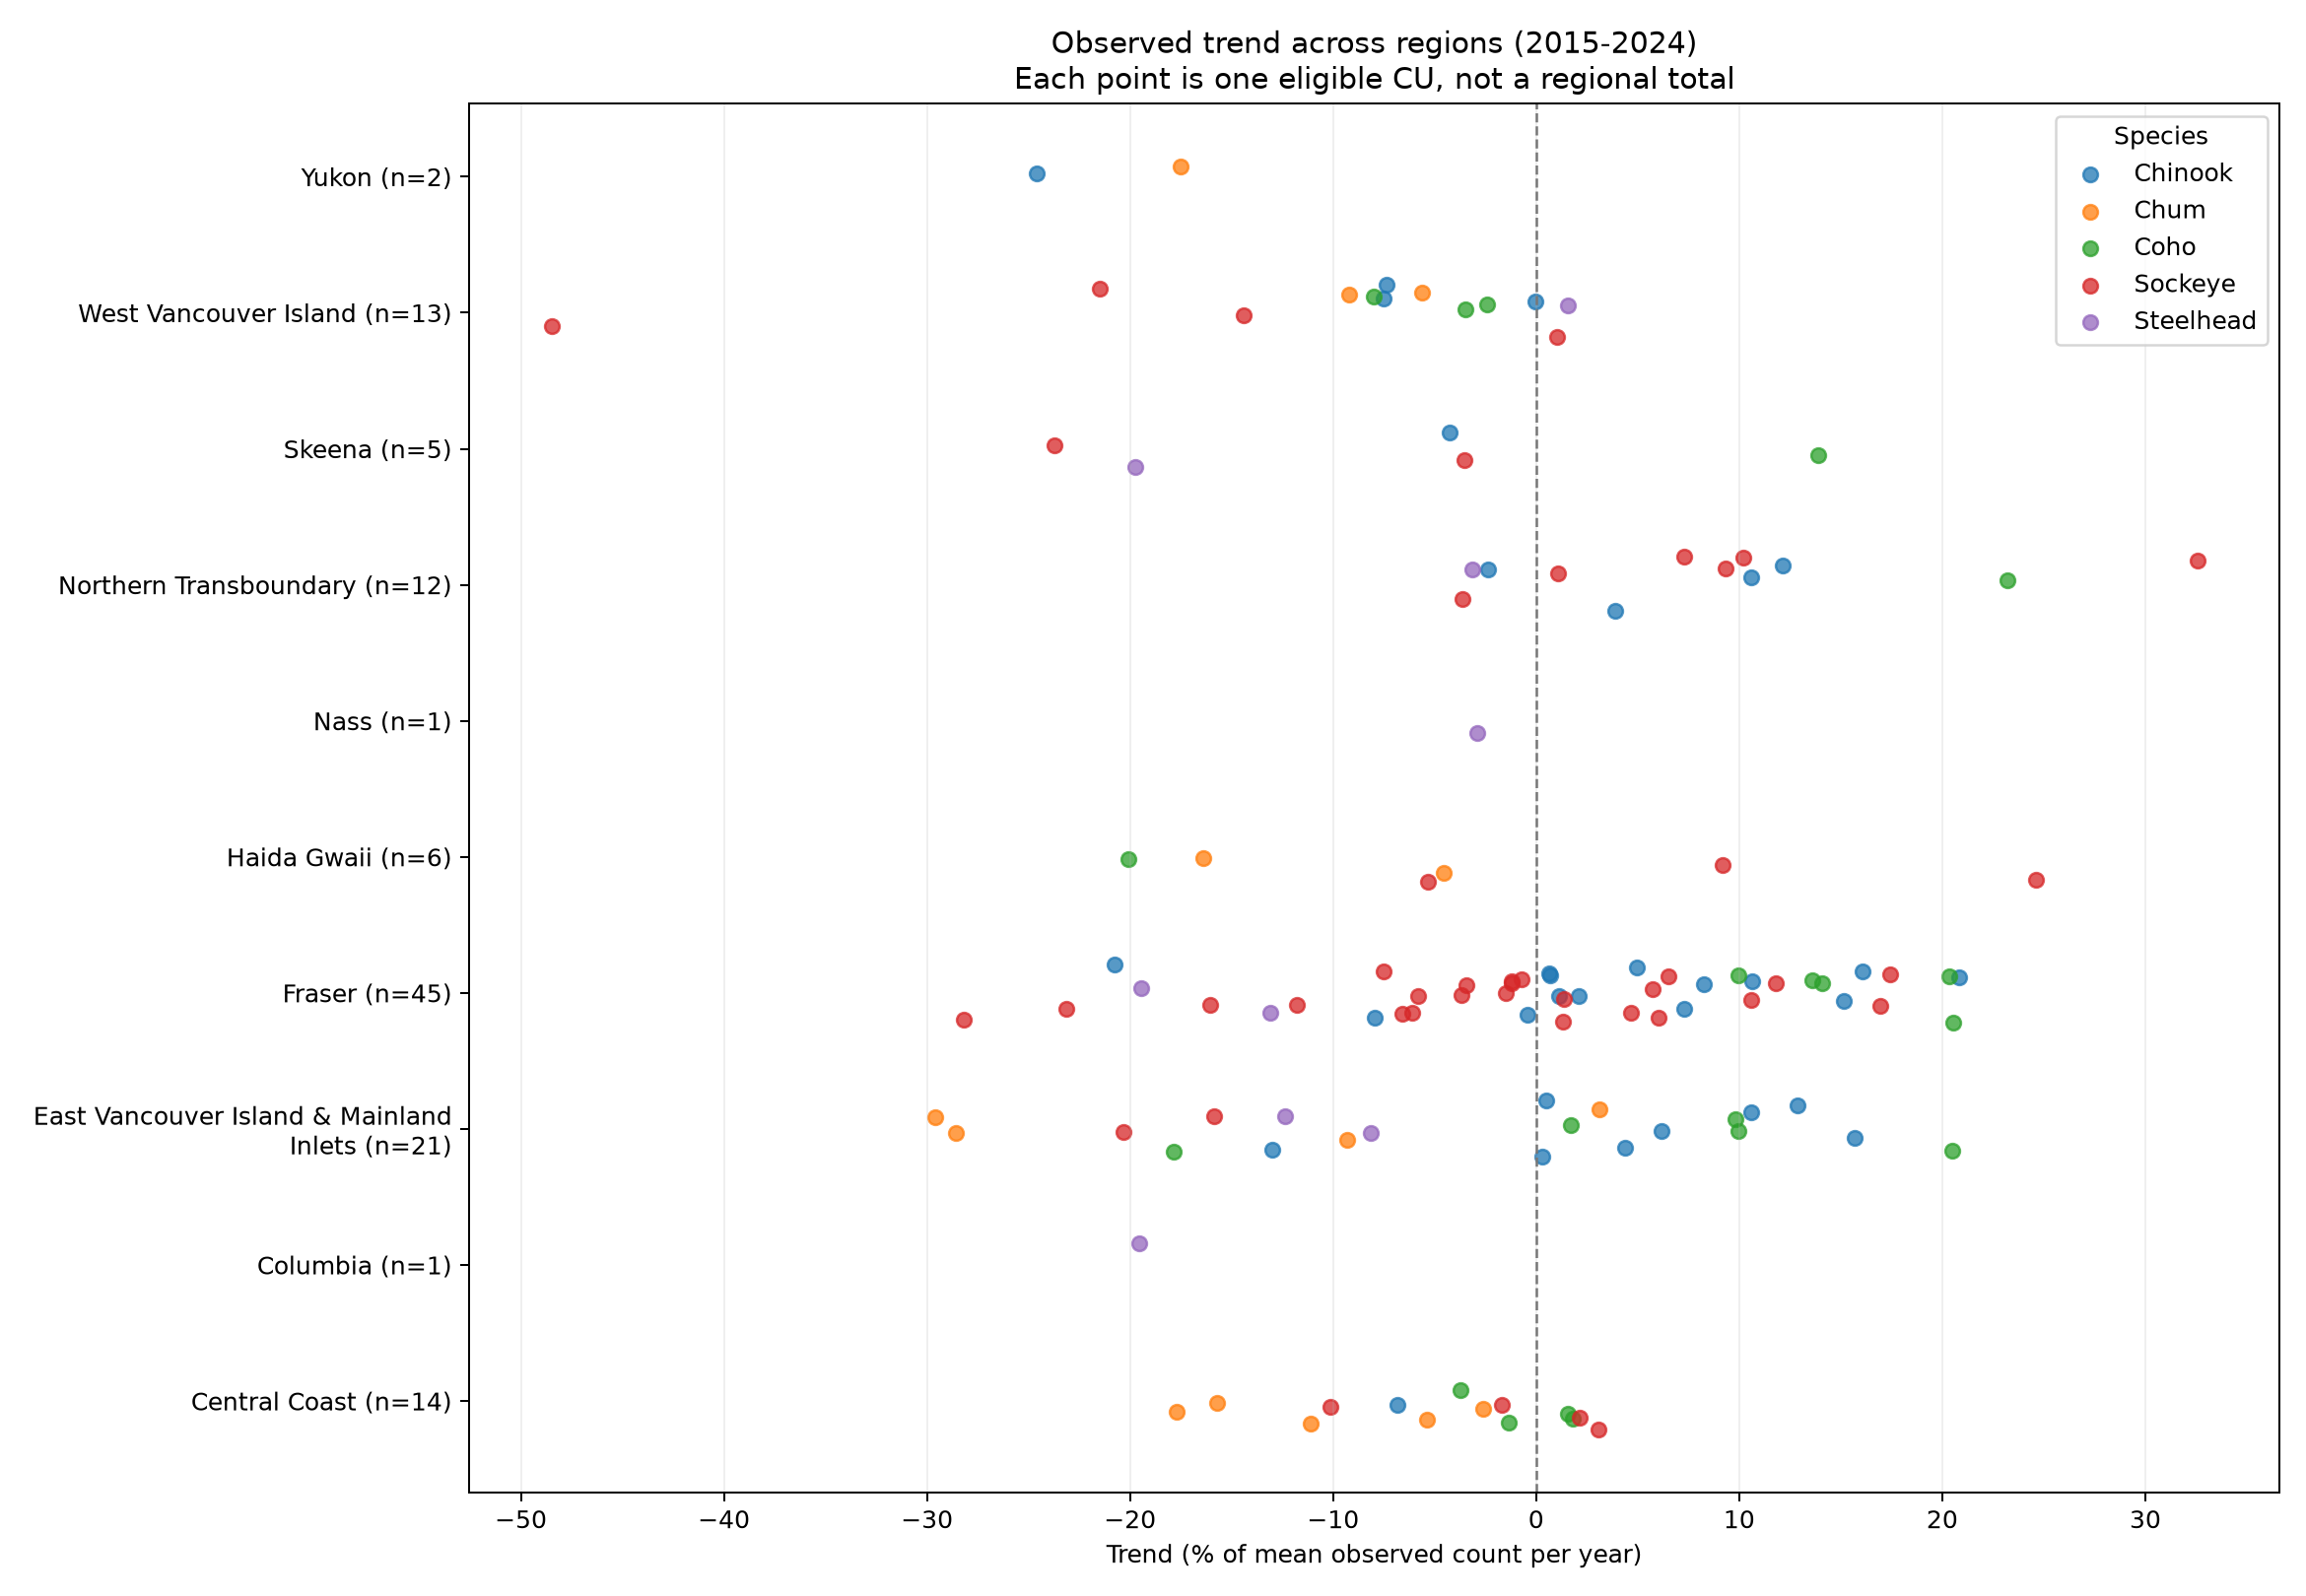 Observed trend across regions (2015-2024)
Each point is one eligible CU, not a regional total
Species
Chinook
Chum
Coho
Sockeye
Steelhead
Yukon (n=2)
West Vancouver Island (n=13)
Skeena (n=5)
Northern Transboundary (n=12)
Nass (n=1)
Haida Gwaii (n=6)
Fraser (n=45)
East Vancouver Island & Mainland
Inlets (n=21)
Columbia (n=1)
Central Coast (n=14)
−50 −40 −30 −20 −10 0 10 20 30
Trend (% of mean observed count per year)